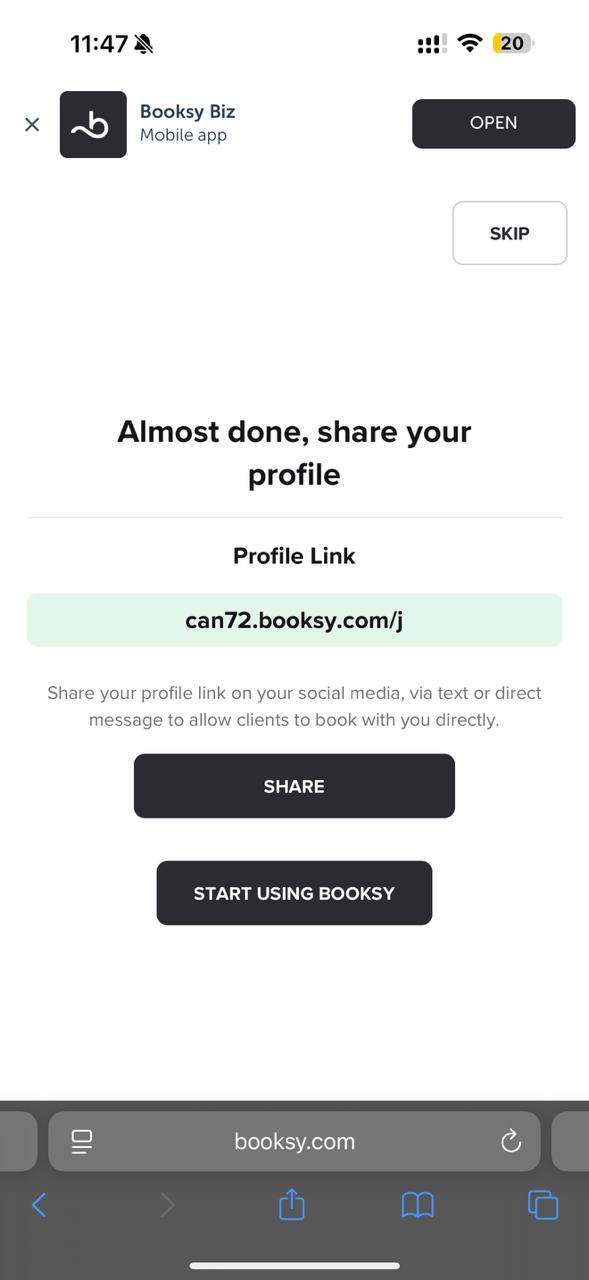 11:47
20
Booksy Biz
Mobile app
OPEN
SKIP
Almost done, share your
profile
Profile Link
can72.booksy.com/j
Share your profile link on your social media, via text or direct
message to allow clients to book with you directly.
SHARE
START USING BOOKSY
booksy.com